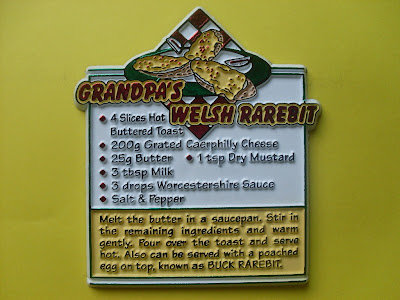 GRANDPA'S
WELSH RAREBIT
• 4 Slices Hot
Buttered Toast
• 200g Grated Caerphilly Cheese
• 25g Butter • 1 tsp Dry Mustard
• 3 tbsp Milk
• 3 drops Worcestershire Sauce
• Salt & Pepper
Melt the butter in a saucepan. Stir in
the remaining ingredients and warm
gently. Pour over the toast and serve
hot. Also can be served with a poached
egg on top, known as BUCK RAREBIT.